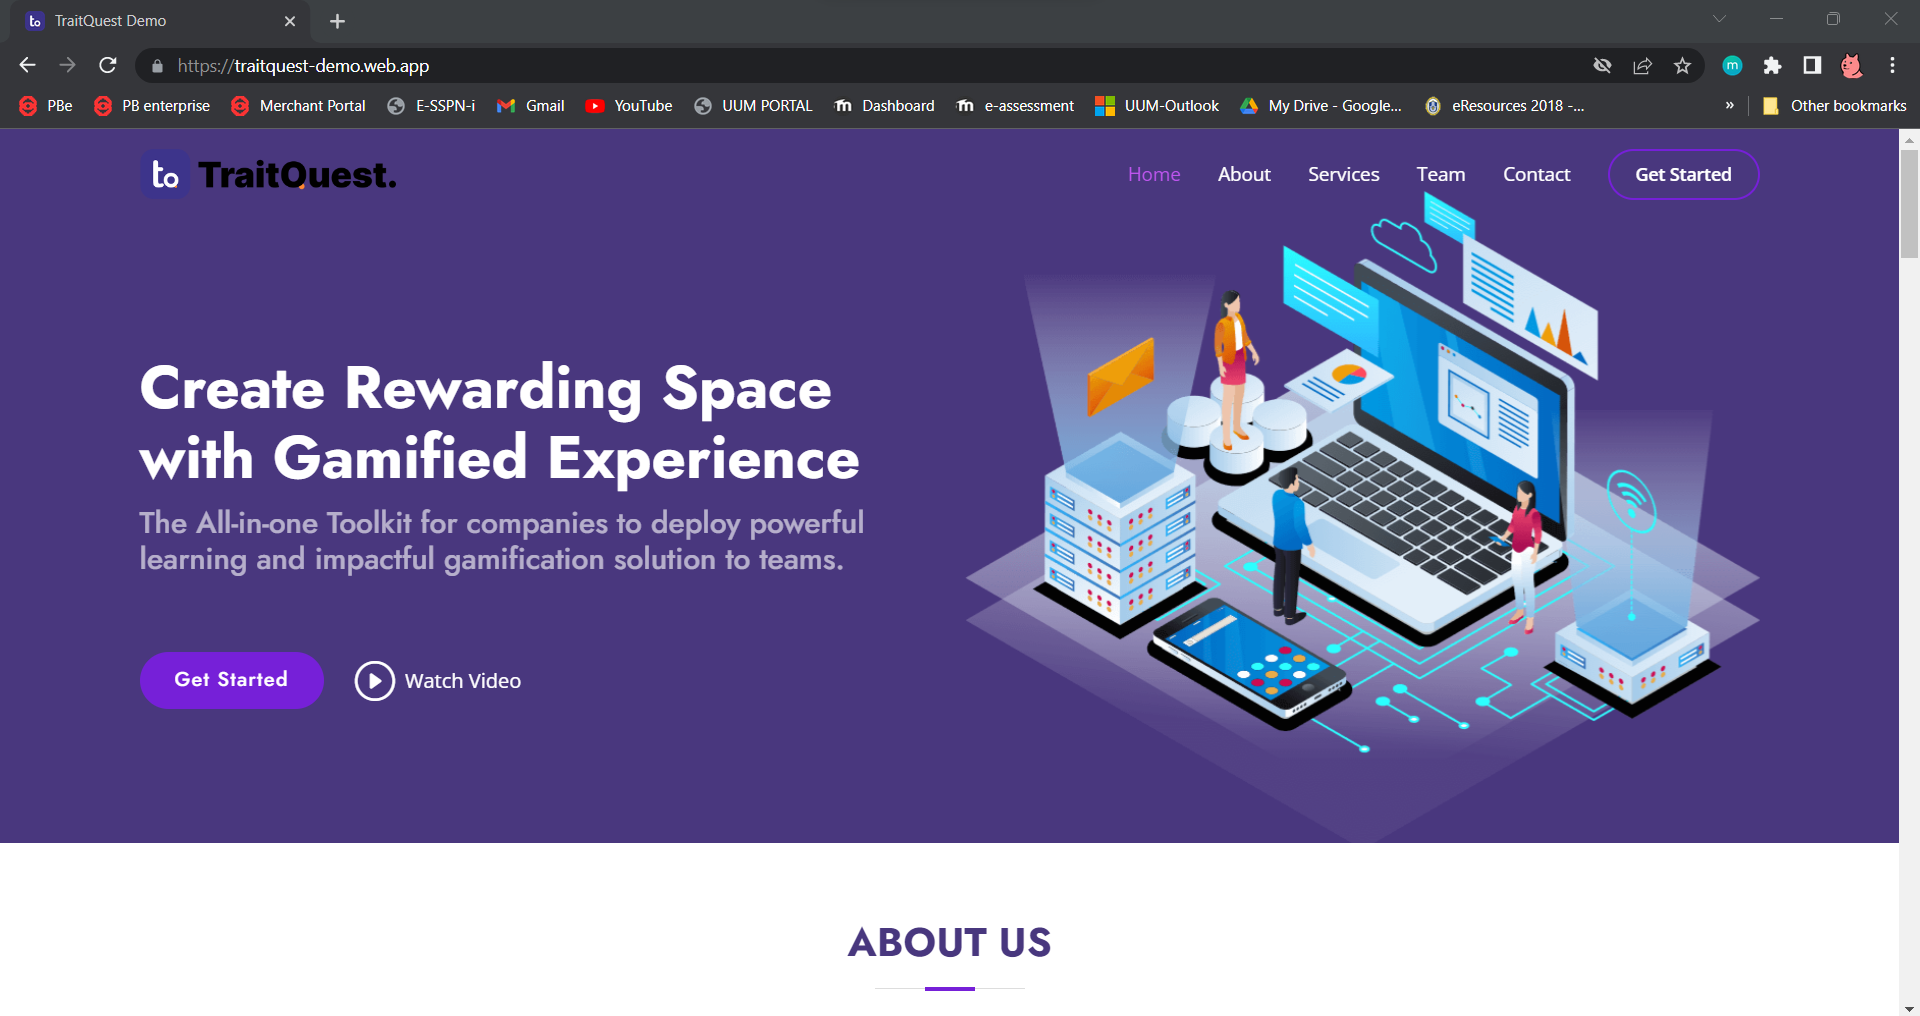 to TraitQuest Demo
https://traitquest-demo.web.app
m
PBe PB enterprise Merchant Portal E-SSPN-i Gmail YouTube UUM PORTAL Dashboard e-assessment UUM-Outlook My Drive - Google... eResources 2018 -... » Other bookmarks
to TraitQuest.
Home About Services Team Contact Get Started
Create Rewarding Space
with Gamified Experience
The All-in-one Toolkit for companies to deploy powerful
learning and impactful gamification solution to teams.
Get Started Watch Video
ABOUT US